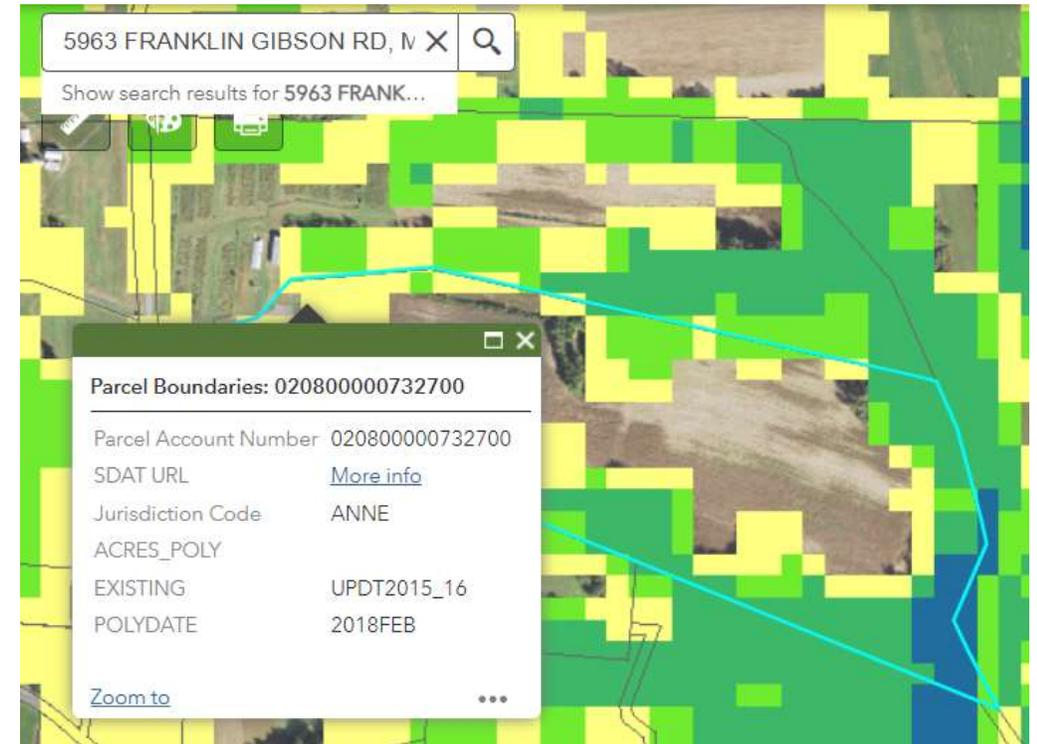 5963 FRANKLIN GIBSON RD, M
Show search results for 5963 FRANK...
Parcel Boundaries: 020800000732700
Parcel Account Number 020800000732700
SDAT URL More info
Jurisdiction Code ANNE
ACRES_POLY
EXISTING UPDT2015_16
POLYDATE 2018FEB
Zoom to